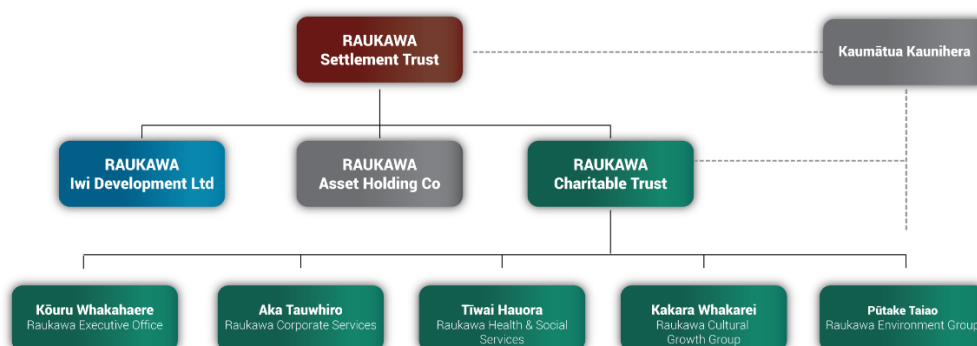 RAUKAWA
Settlement Trust
Kaumātua Kaunihera
RAUKAWA
Iwi Development Ltd
RAUKAWA
Asset Holding Co
RAUKAWA
Charitable Trust
Kōuru Whakahaere
Raukawa Executive Office
Aka Tauwhiro
Raukawa Corporate Services
Tīwai Hauora
Raukawa Health & Social
Services
Kakara Whakarei
Raukawa Cultural
Growth Group
Pūtake Taiao
Raukawa Environment Group